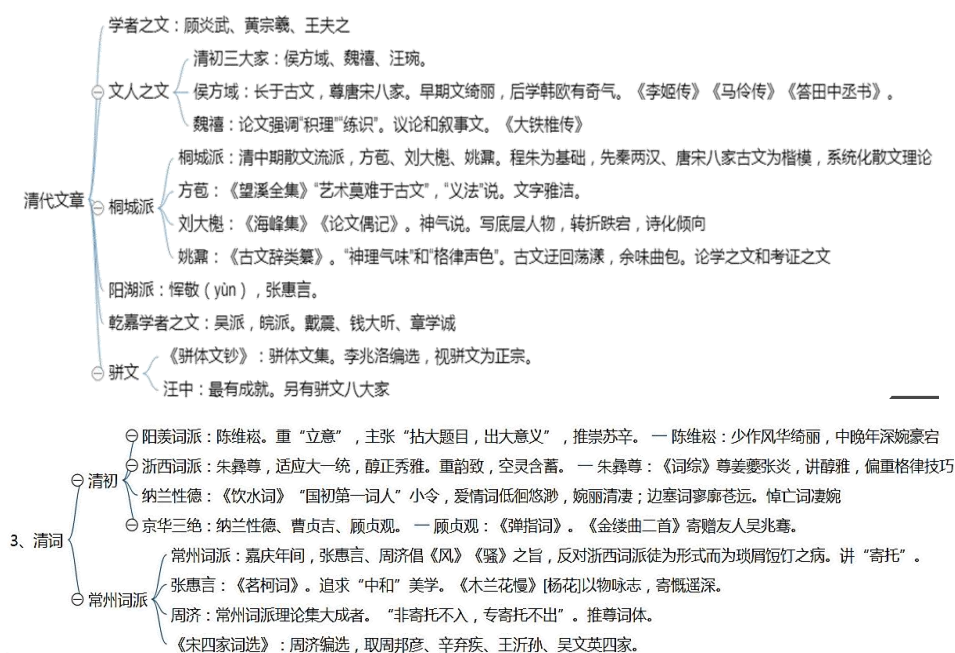 学者之文：顾炎武、黄宗羲、王夫之
清初三大家：侯方域、魏禧、汪琬。
文人之文
侯方域：长于古文，尊唐宋八家。早期文绮丽，后学韩欧有奇气。《李姬传》《马伶传》《答田中丞书》。
魏禧：论文强调“积理”“练识”。议论和叙事文。《大铁椎传》
桐城派：清中期散文流派，方苞、刘大櫆、姚鼐。程朱为基础，先秦两汉、唐宋八家古文为楷模，系统化散文理论
方苞：《望溪全集》“艺术莫难于古文”，“义法”说。文字雅洁。
清代文章
桐城派
刘大櫆：《海峰集》《论文偶记》。神气说。写底层人物，转折跌宕，诗化倾向
姚鼐：《古文辞类纂》。“神理气味”和“格律声色”。古文迂回荡漾，余味曲包。论学之文和考证之文
阳湖派：恽敬（yùn），张惠言。
乾嘉学者之文：吴派，皖派。戴震、钱大昕、章学诚
《骈体文钞》：骈体文集。李兆洛编选，视骈文为正宗。
骈文
汪中：最有成就。另有骈文八大家
阳羡词派：陈维崧。重“立意”，主张“拈大题目，出大意义”，推崇苏辛。 — 陈维崧：少作风华绮丽，中晚年深婉豪宕
浙西词派：朱彝尊，适应大一统，醇正秀雅。重韵致，空灵含蓄。 — 朱彝尊：《词综》尊姜夔张炎，讲醇雅，偏重格律技巧
清初
纳兰性德：《饮水词》“国初第一词人”小令，爱情词低徊悠渺，婉丽清凄；边塞词寥廓苍远。悼亡词凄婉
京华三绝：纳兰性德、曹贞吉、顾贞观。 — 顾贞观：《弹指词》。《金缕曲二首》寄赠友人吴兆骞。
3、清词
常州词派：嘉庆年间，张惠言、周济倡《风》《骚》之旨，反对浙西词派徒为形式而为琐屑饾饤之病。讲“寄托”。
张惠言：《茗柯词》。追求“中和”美学。《木兰花慢》[杨花]以物咏志，寄慨遥深。
常州词派
周济：常州词派理论集大成者。“非寄托不入，专寄托不出”。推尊词体。
《宋四家词选》：周济编选，取周邦彦、辛弃疾、王沂孙、吴文英四家。